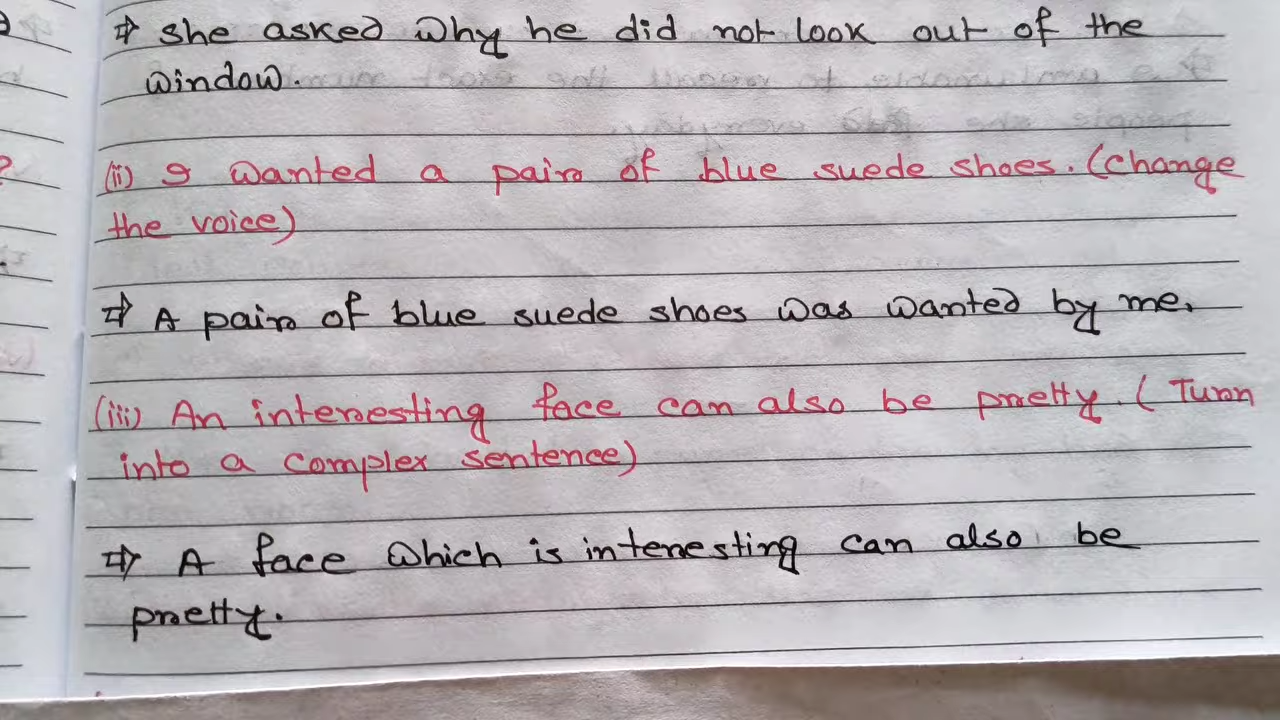 ⇒ she asked why he did not look out of the
window.
(ii) I wanted a pair of blue suede shoes. (change
the voice)
⇒ A pair of blue suede shoes was wanted by me.
(iii) An interesting face can also be pretty. (Turn
into a complex sentence)
⇒ A face which is interesting can also be
pretty.